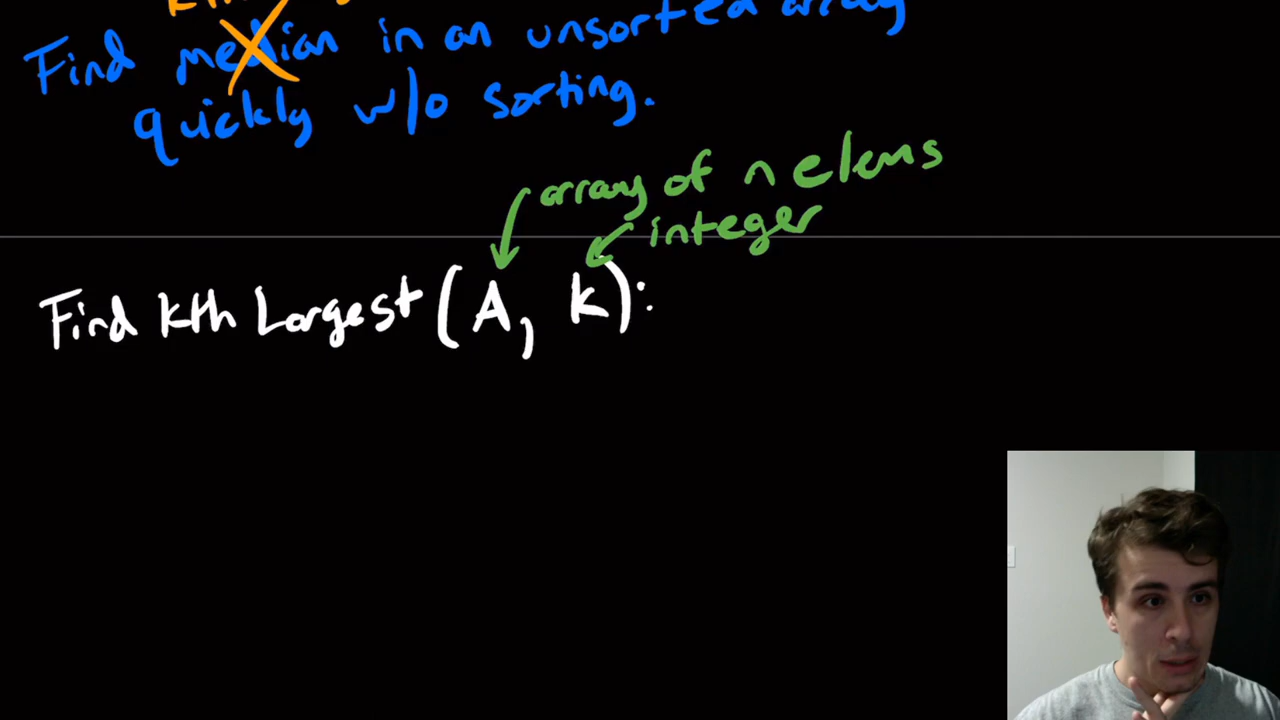 Find median in an unsorted array
quickly w/o sorting.
array of n elems
integer
Find kth Largest (A, k):